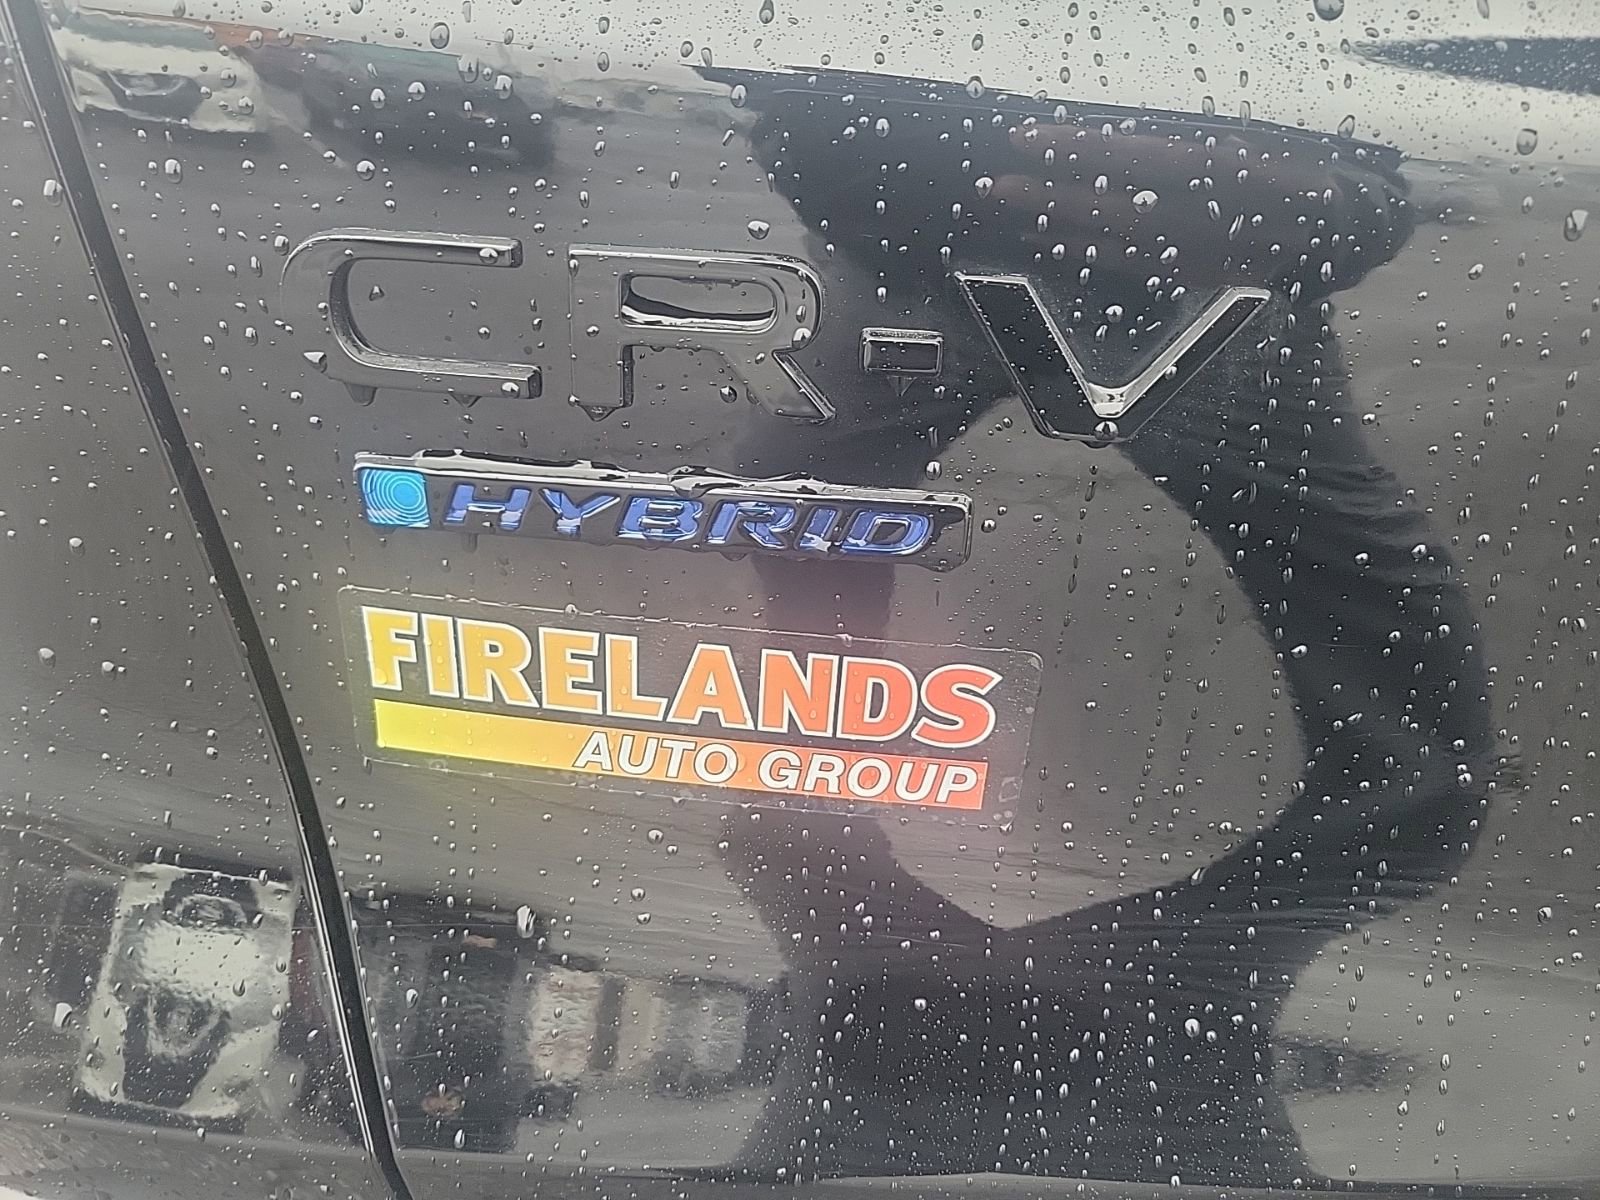 CR-V
HYBRID
FIRELANDS
AUTO GROUP